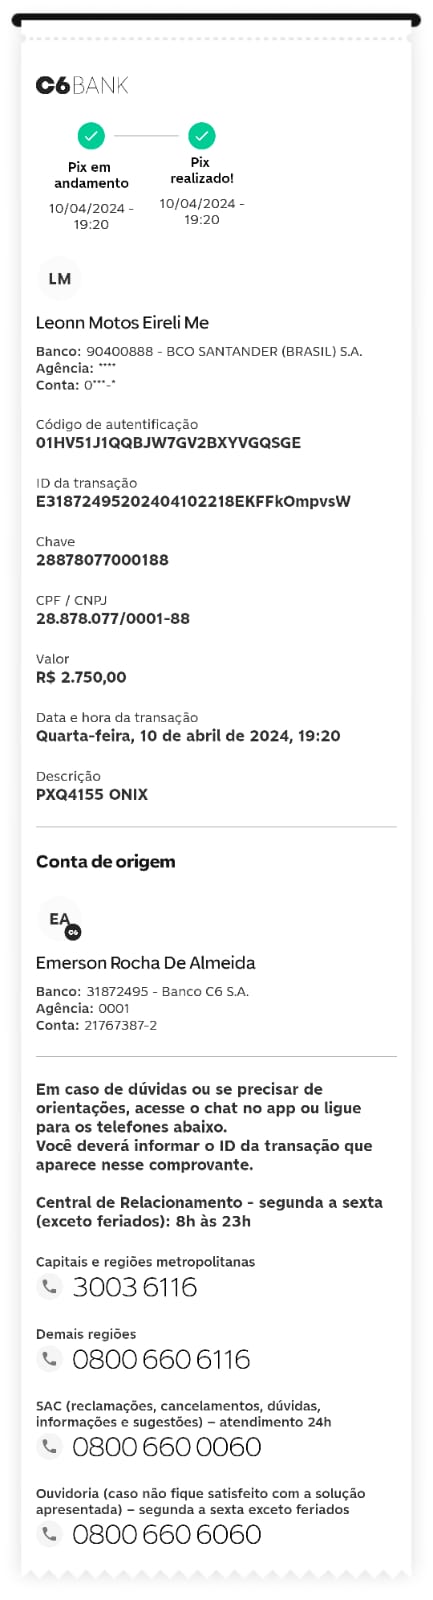 C6BANK
Pix em
andamento
10/04/2024 -
19:20
Pix
realizado!
10/04/2024 -
19:20
LM
Leonn Motos Eireli Me
Banco: 90400888 - BCO SANTANDER (BRASIL) S.A.
Agência: ****
Conta: 0***-*
Código de autentificação
01HV51J1QQBJW7GV2BXYVGQSGE
ID da transação
E31872495202404102218EKFFkOmpvsW
Chave
28878077000188
CPF / CNPJ
28.878.077/0001-88
Valor
R$ 2.750,00
Data e hora da transação
Quarta-feira, 10 de abril de 2024, 19:20
Descrição
PXQ4155 ONIX
Conta de origem
EA
C6
Emerson Rocha De Almeida
Banco: 31872495 - Banco C6 S.A.
Agência: 0001
Conta: 21767387-2
Em caso de dúvidas ou se precisar de
orientações, acesse o chat no app ou ligue
para os telefones abaixo.
Você deverá informar o ID da transação que
aparece nesse comprovante.
Central de Relacionamento - segunda a sexta
(exceto feriados): 8h às 23h
Capitais e regiões metropolitanas
3003 6116
Demais regiões
0800 660 6116
SAC (reclamações, cancelamentos, dúvidas,
informações e sugestões) – atendimento 24h
0800 660 0060
Ouvidoria (caso não fique satisfeito com a solução
apresentada) – segunda a sexta exceto feriados
0800 660 6060